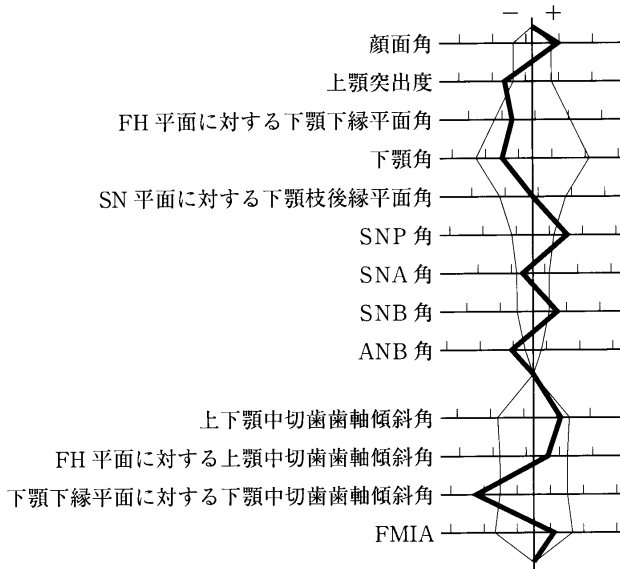 − +
顔面角
上顎突出度
FH 平面に対する下顎下縁平面角
下顎角
SN 平面に対する下顎枝後縁平面角
SNP 角
SNA 角
SNB 角
ANB 角
上下顎中切歯歯軸傾斜角
FH 平面に対する上顎中切歯歯軸傾斜角
下顎下縁平面に対する下顎中切歯歯軸傾斜角
FMIA